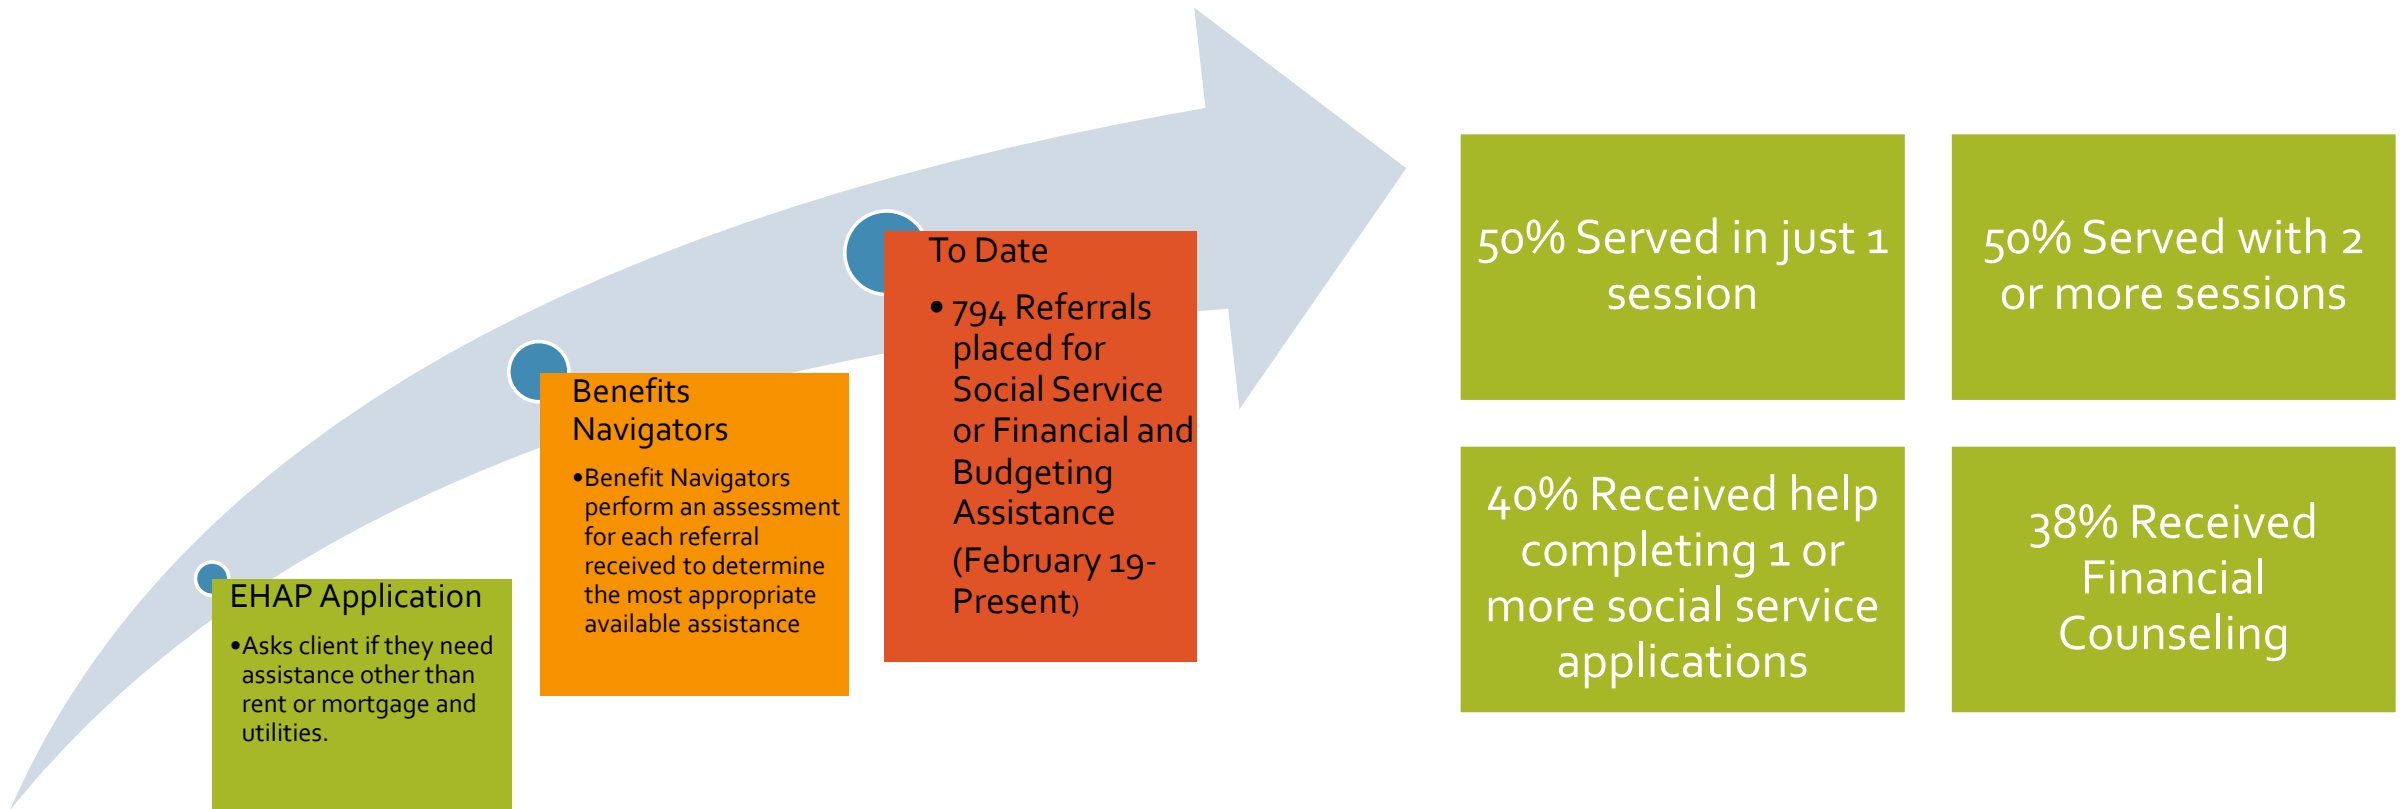 EHAP Application
•Asks client if they need
assistance other than
rent or mortgage and
utilities.
Benefits
Navigators
•Benefit Navigators
perform an assessment
for each referral
received to determine
the most appropriate
available assistance
To Date
• 794 Referrals
placed for
Social Service
or Financial and
Budgeting
Assistance
(February 19-
Present)
50% Served in just 1
session
50% Served with 2
or more sessions
40% Received help
completing 1 or
more social service
applications
38% Received
Financial
Counseling